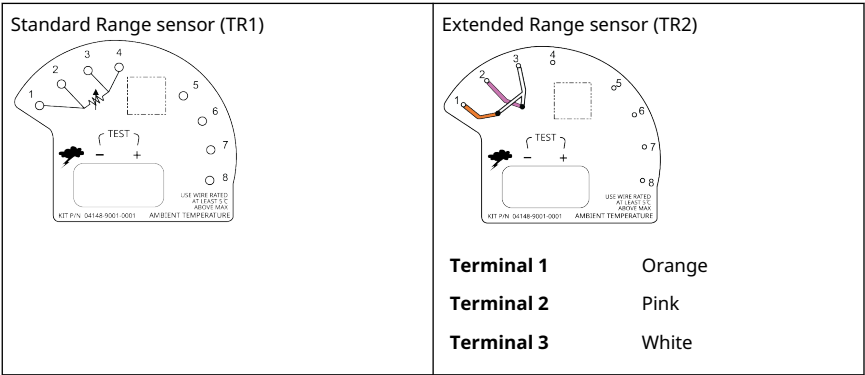 Standard Range sensor (TR1)
1
2
3
4
5
6
7
8
TEST
− +
USE WIRE RATED
AT LEAST 5°C
ABOVE MAX
KIT P/N 04148-9001-0001 AMBIENT TEMPERATURE
Extended Range sensor (TR2)
1
2
3
4
5
6
7
8
TEST
− +
USE WIRE RATED
AT LEAST 5°C
ABOVE MAX
KIT P/N 04148-9001-0001 AMBIENT TEMPERATURE
Terminal 1 Orange
Terminal 2 Pink
Terminal 3 White